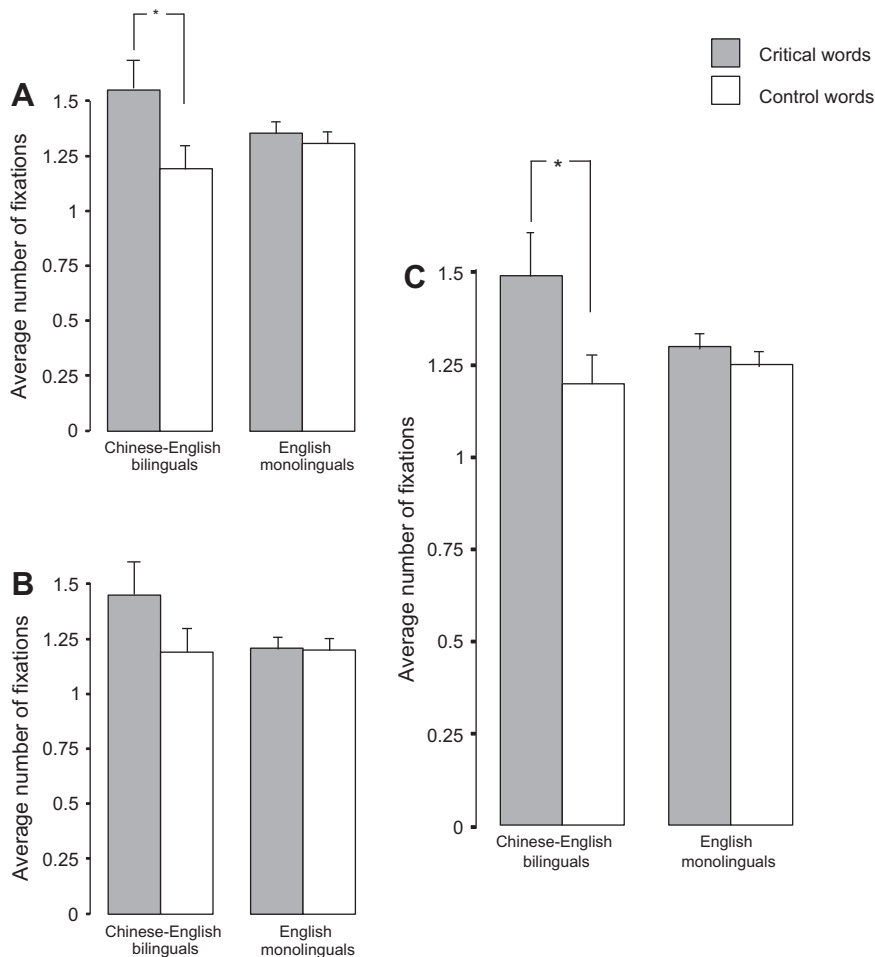 *
A
1.5
1.25
1
0.75
0.5
0.25
0
Average number of fixations
Chinese-English
bilinguals
English
monolinguals
B
1.5
1.25
1
0.75
0.5
0.25
0
Average number of fixations
Chinese-English
bilinguals
English
monolinguals
Critical words
Control words
*
C
1.5
1.25
1
0.75
0.5
0.25
0
Average number of fixations
Chinese-English
bilinguals
English
monolinguals